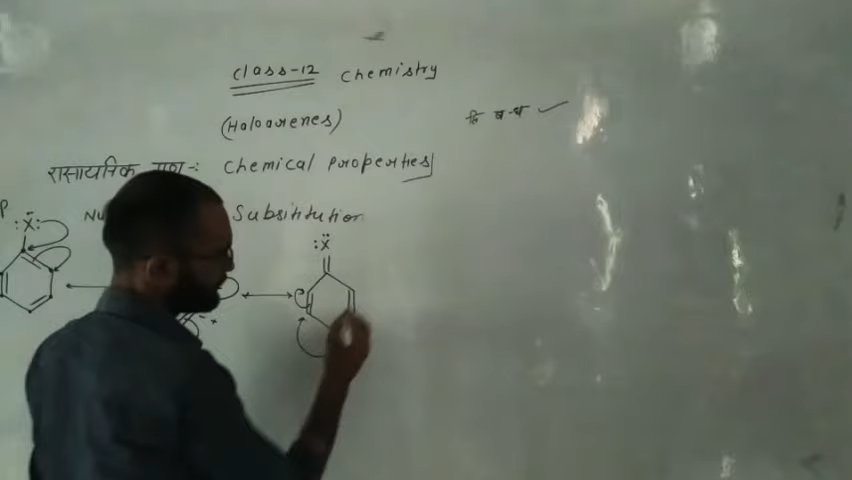 Class-12 Chemistry
(Haloarenes)
द्वि ब-ध ✓
रासायनिक गुण :- Chemical Properties
Substitution
:Ẍ
:Ẍ
+